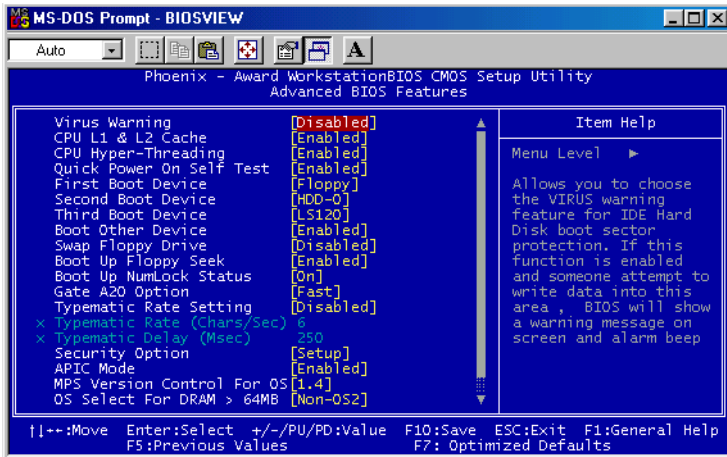 MS-DOS Prompt - BIOSVIEW
Auto
A
Phoenix - Award WorkstationBIOS CMOS Setup Utility
Advanced BIOS Features
Virus Warning [Disabled]
CPU L1 & L2 Cache [Enabled]
CPU Hyper-Threading [Enabled]
Quick Power On Self Test [Enabled]
First Boot Device [Floppy]
Second Boot Device [HDD-0]
Third Boot Device [LS120]
Boot Other Device [Enabled]
Swap Floppy Drive [Disabled]
Boot Up Floppy Seek [Enabled]
Boot Up NumLock Status [On]
Gate A20 Option [Fast]
Typematic Rate Setting [Disabled]
x Typematic Rate (Chars/Sec) 6
x Typematic Delay (Msec) 250
Security Option [Setup]
APIC Mode [Enabled]
MPS Version Control For OS[1.4]
OS Select For DRAM > 64MB [Non-OS2]
Item Help
Menu Level ►
Allows you to choose
the VIRUS warning
feature for IDE Hard
Disk boot sector
protection. If this
function is enabled
and someone attempt to
write data into this
area , BIOS will show
a warning message on
screen and alarm beep
↑↓←→:Move Enter:Select +/-/PU/PD:Value F10:Save ESC:Exit F1:General Help
F5:Previous Values F7: Optimized Defaults